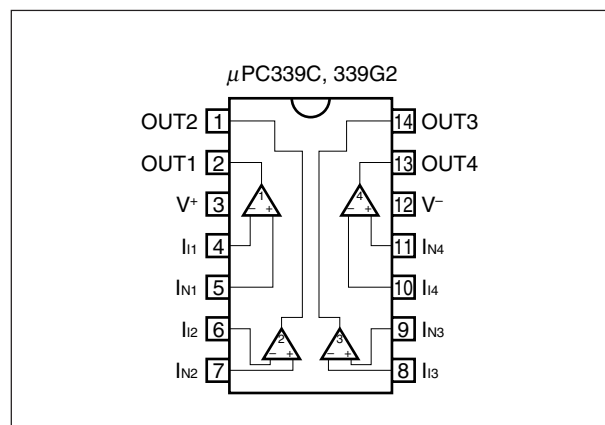 µPC339C, 339G2
OUT2 1 14 OUT3
OUT1 2 13 OUT4
1 4
V+ 3 − + − + 12 V−
II1 4 11 IN4
IN1 5 10 II4
II2 6 9 IN3
2 3
− + − +
IN2 7 8 II3